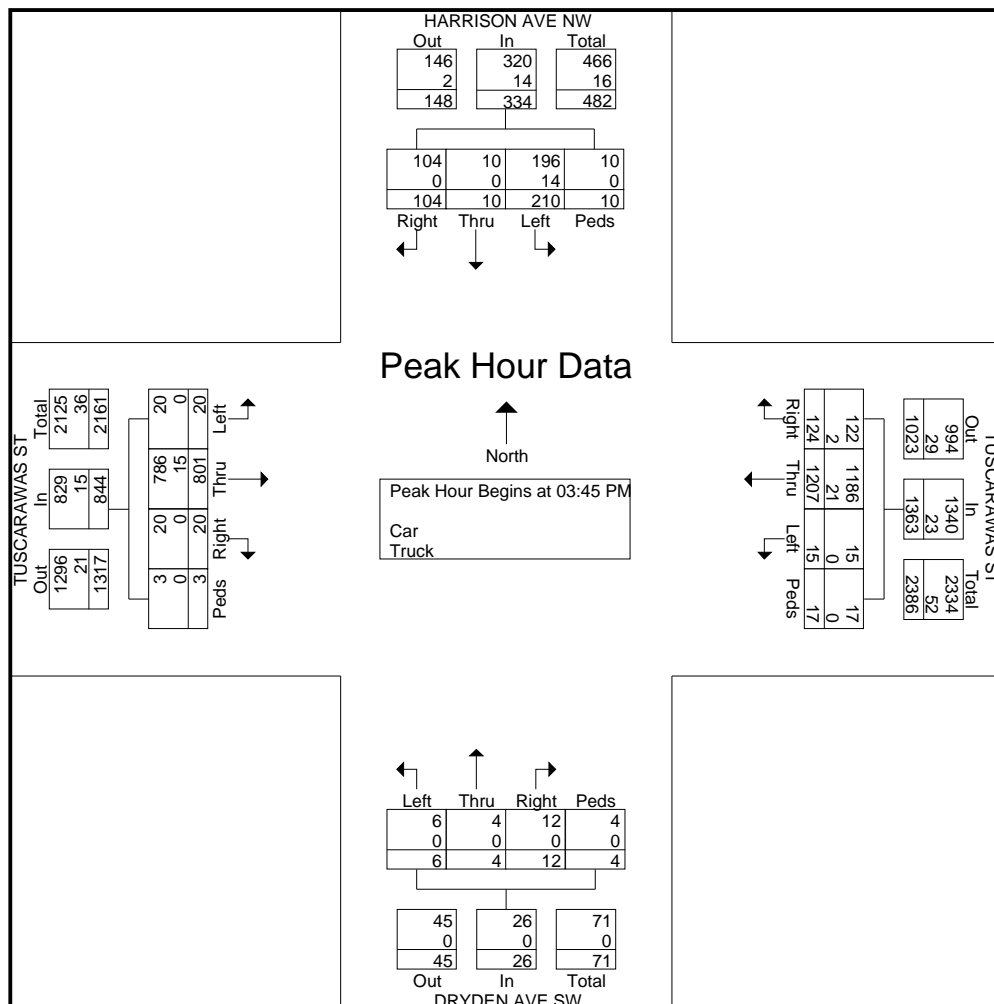 HARRISON AVE NW
Out In Total
146 320 466
2 14 16
148 334 482
104 10 196 10
0 0 14 0
104 10 210 10
Right Thru Left Peds
Peak Hour Data
North
Peak Hour Begins at 03:45 PM
Car
Truck
TUSCARAWAS ST
Out In Total
1296 829 2125
21 15 36
1317 844 2161
3 20 786 20
0 0 15 0
3 20 801 20
Peds Right Thru Left
TUSCARAWAS ST
Out In Total
994 1340 2334
29 23 52
1023 1363 2386
122 1186 15 17
2 21 0 0
124 1207 15 17
Right Thru Left Peds
Left Thru Right Peds
6 4 12 4
0 0 0 0
6 4 12 4
45 26 71
0 0 0
45 26 71
Out In Total
DRYDEN AVE SW